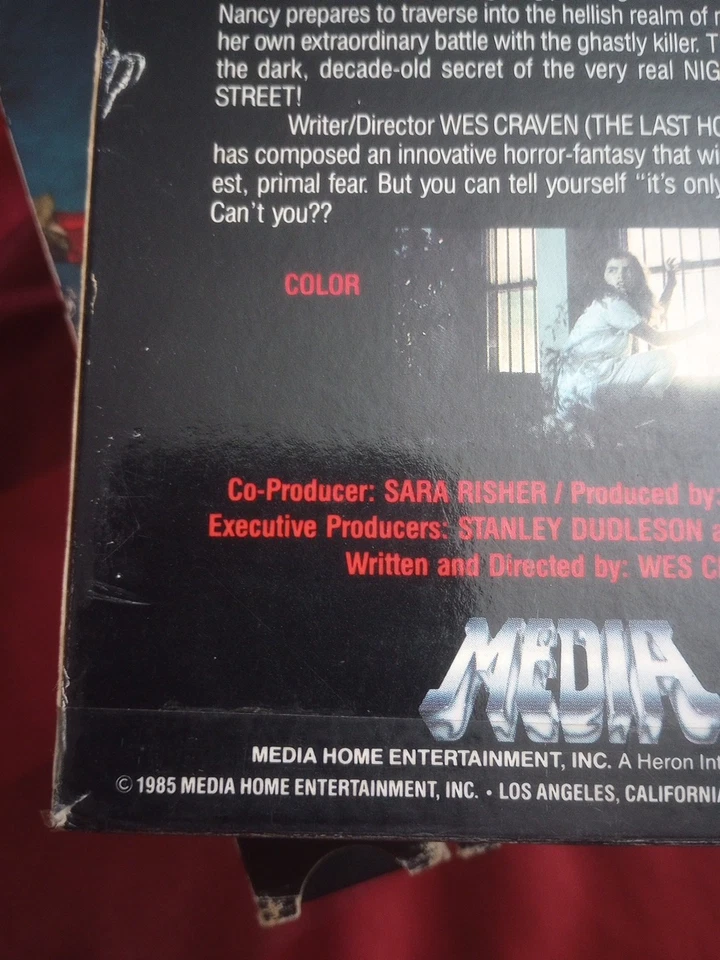 Nancy prepares to traverse into the hellish realm of
her own extraordinary battle with the ghastly killer.
the dark, decade-old secret of the very real
STREET!
Writer/Director WES CRAVEN (THE LAST
has composed an innovative horror-fantasy that
est, primal fear. But you can tell yourself "it's only
Can't you??
COLOR
Co-Producer: SARA RISHER / Produced by:
Executive Producers: STANLEY DUDLESON
Written and Directed by: WES
MEDIA
MEDIA HOME ENTERTAINMENT, INC. A Heron
© 1985 MEDIA HOME ENTERTAINMENT, INC. • LOS ANGELES, CALIFORNIA